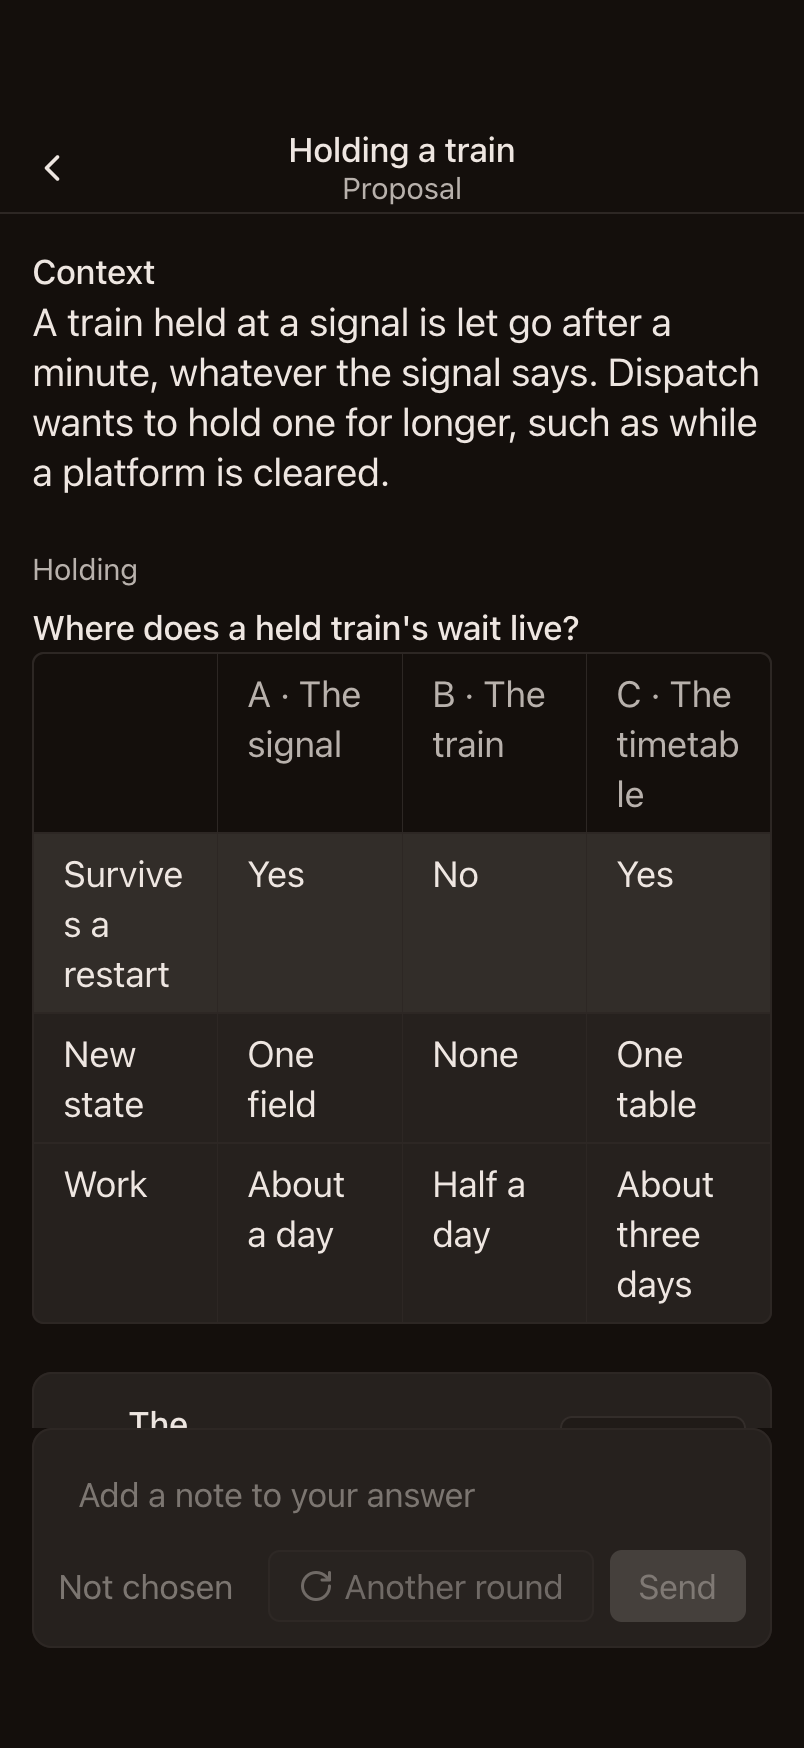 Holding a train
Proposal
Context
A train held at a signal is let go after a
minute, whatever the signal says. Dispatch
wants to hold one for longer, such as while
a platform is cleared.
Holding
Where does a held train's wait live?
A · The
signal
B · The
train
C · The
timetab
le
Survive
s a
restart
Yes
No
Yes
New
state
One
field
None
One
table
Work
About
a day
Half a
day
About
three
days
The
Add a note to your answer
Not chosen
Another round
Send